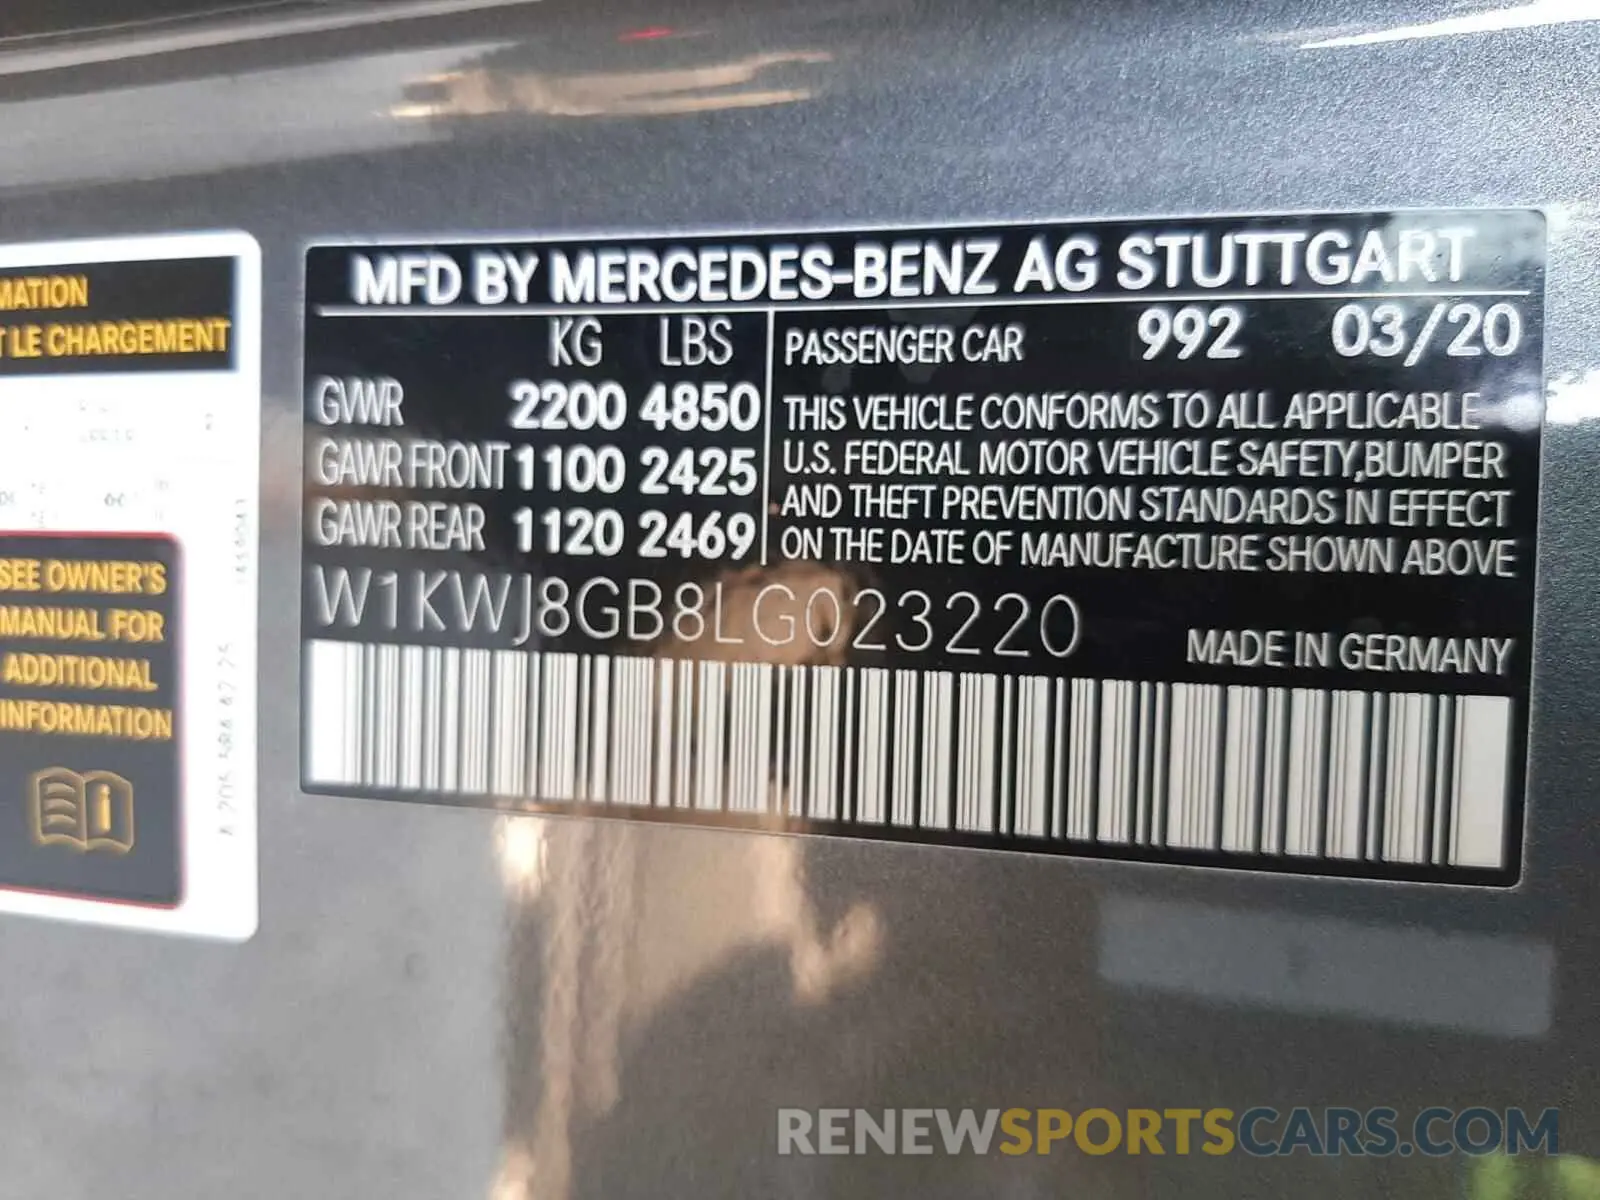 MATION
T LE CHARGEMENT
SEE OWNER'S
MANUAL FOR
ADDITIONAL
INFORMATION
MFD BY MERCEDES-BENZ AG STUTTGART
KG LBS
GVWR 2200 4850
GAWR FRONT 1100 2425
GAWR REAR 1120 2469
PASSENGER CAR 992 03/20
THIS VEHICLE CONFORMS TO ALL APPLICABLE
U.S. FEDERAL MOTOR VEHICLE SAFETY,BUMPER
AND THEFT PREVENTION STANDARDS IN EFFECT
ON THE DATE OF MANUFACTURE SHOWN ABOVE
W1KWJ8GB8LG023220
MADE IN GERMANY
RENEWSPORTSCARS.COM